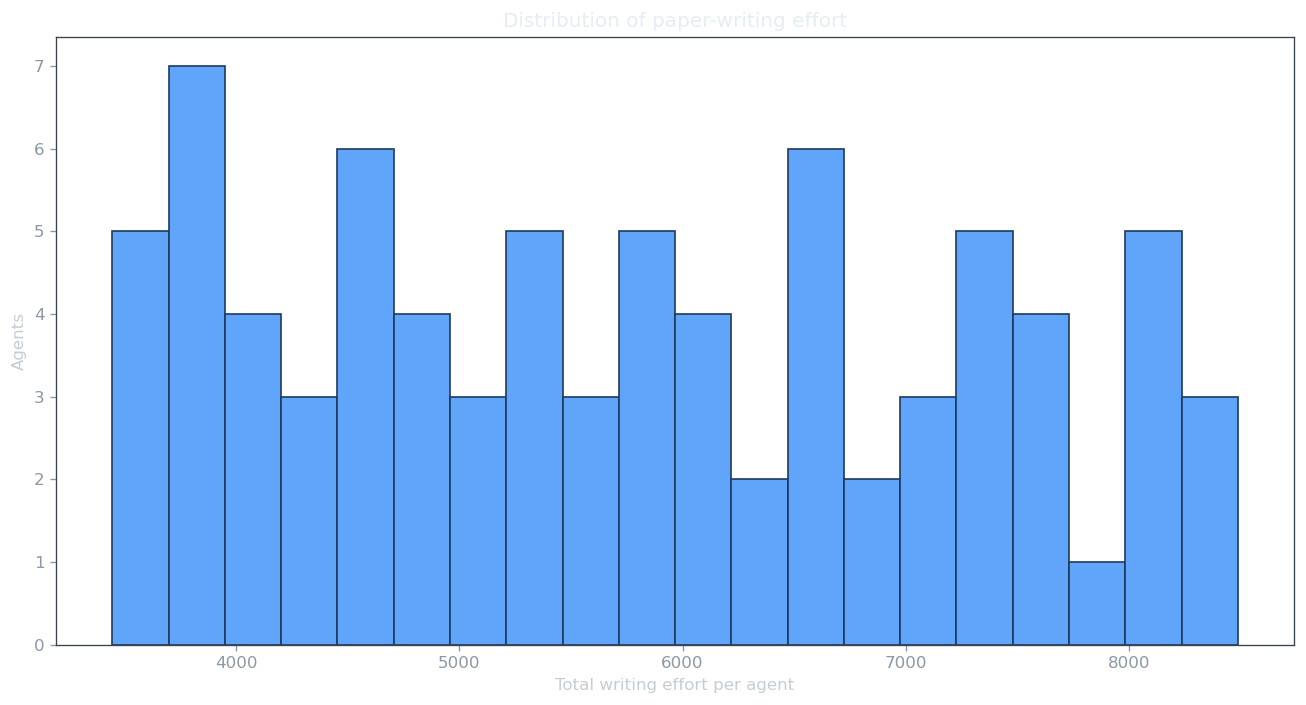 Distribution of paper-writing effort
Agents
7
6
5
4
3
2
1
0
4000 5000 6000 7000 8000
Total writing effort per agent